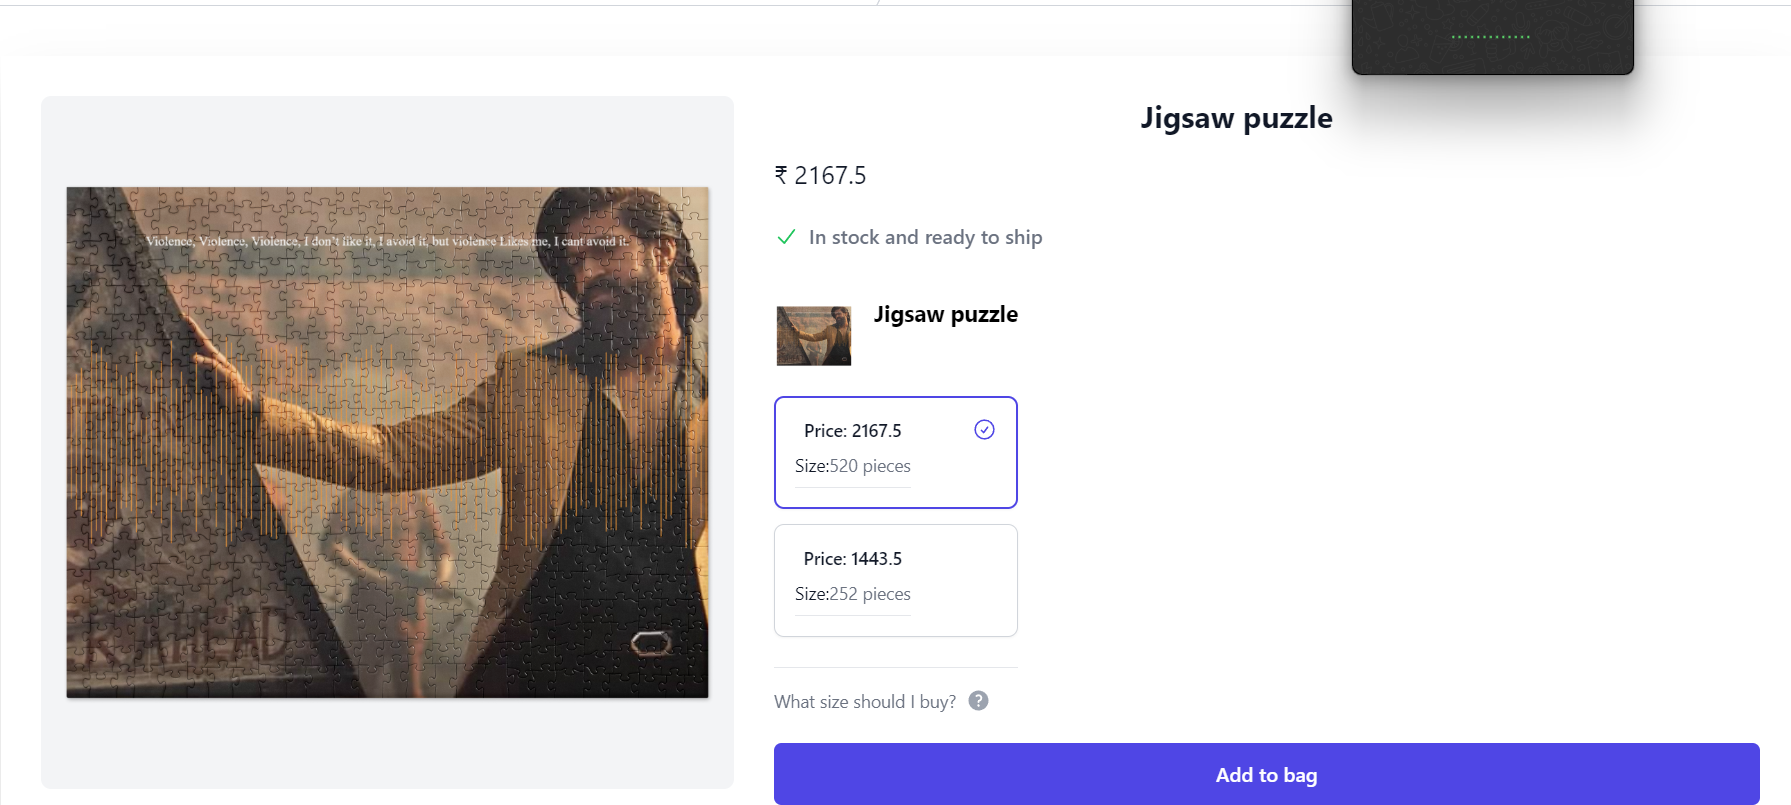 Jigsaw puzzle
₹ 2167.5
In stock and ready to ship
Violence, Violence, Violence, I don't like it, I avoid it, but violence Likes me, I cant avoid it.
Jigsaw puzzle
Price: 2167.5
Size:520 pieces
Price: 1443.5
Size:252 pieces
What size should I buy? ?
Add to bag